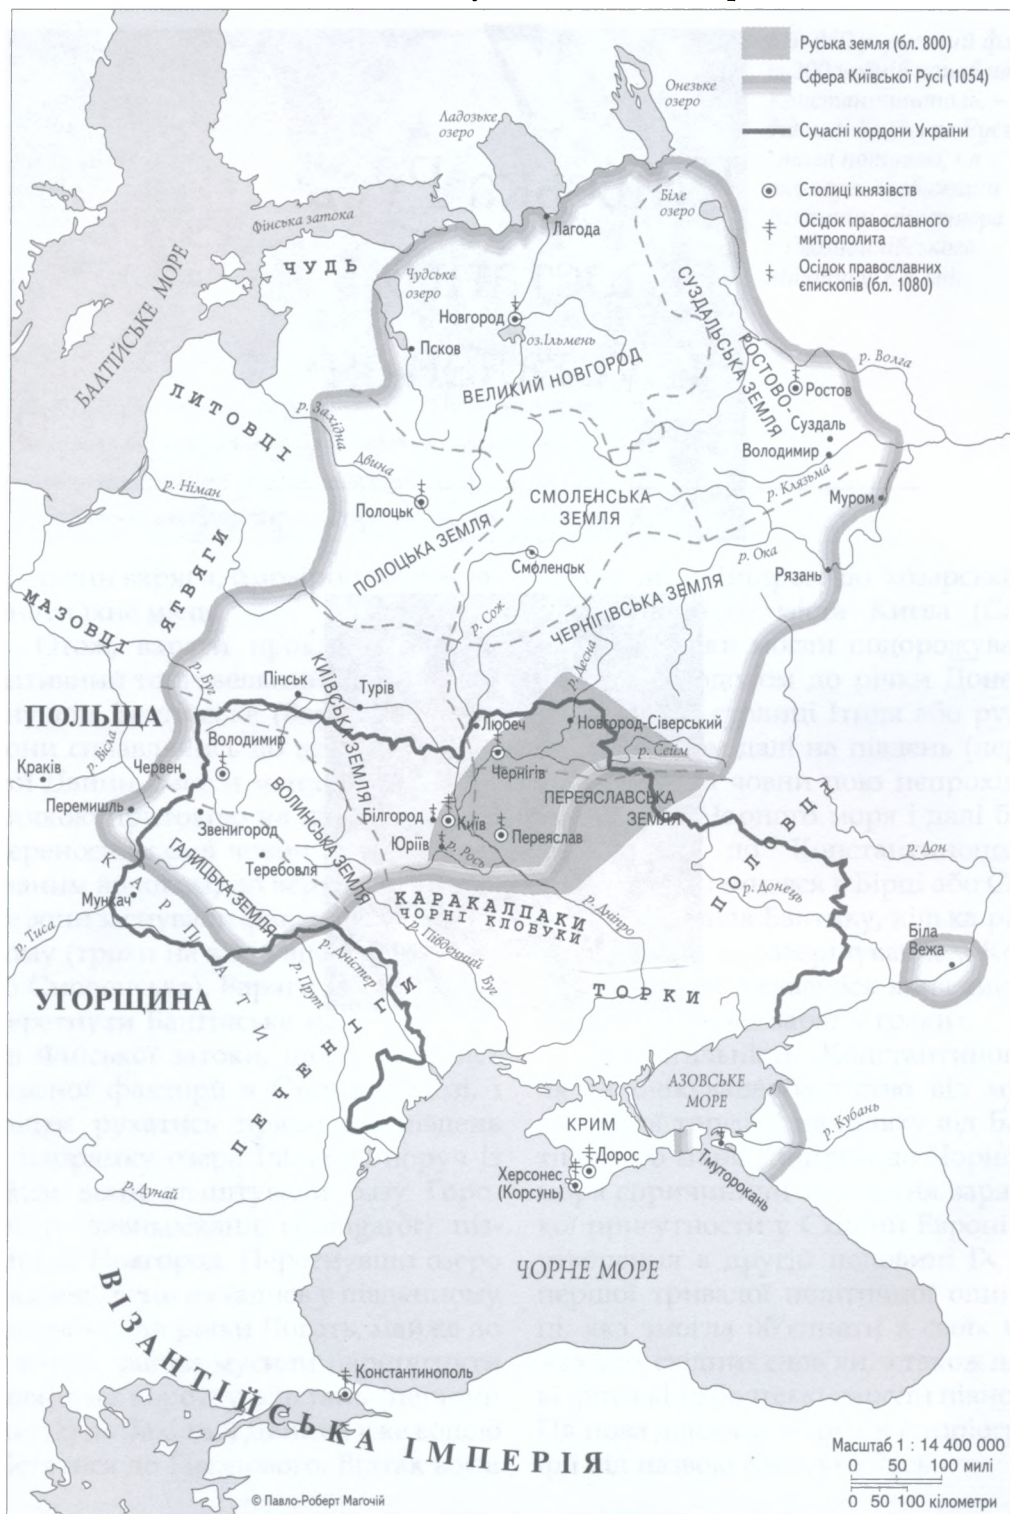 Руська земля (бл. 800)
Сфера Київської Русі (1054)
Сучасні кордони України
Столиці князівств
Осідок православного
митрополита
Осідок православних
єпископів (бл. 1080)
Онезьке
озеро
Ладозьке
озеро
Біле
озеро
Фінська затока
Лагода
ЧУДЬ
Чудське
озеро
БАЛТІЙСЬКЕ МОРЕ
Новгород
оз.Ільмень
Псков
ВЕЛИКИЙ НОВГОРОД
РОСТОВО-
СУЗДАЛЬСЬКА ЗЕМЛЯ
р. Волга
Ростов
Суздаль
Володимир
р. Клязьма
Муром
ЛИТОВЦІ
р. Західна
Двина
р. Німан
Полоцьк
ПОЛОЦЬКА ЗЕМЛЯ
СМОЛЕНСЬКА
ЗЕМЛЯ
Смоленськ
р. Ока
Рязань
р. Сож
ЧЕРНІГІВСЬКА ЗЕМЛЯ
р. Десна
МАЗОВЦІ
ЯТВЯГИ
р. Буг
Пінськ
Турів
КИЇВСЬКА ЗЕМЛЯ
ПОЛЬЩА
р. Вісла
Краків
Червен
Володимир
Любеч
Новгород-Сіверський
р. Сейм
Чернігів
Перемишль
ВОЛИНСЬКА ЗЕМЛЯ
ПЕРЕЯСЛАВСЬКА
ЗЕМЛЯ
Білгород
Київ
Переяслав
Звенигород
Юріїв
р. Рось
ГАЛИЦЬКА ЗЕМЛЯ
Теребовля
Мункач
КАРПАТИ
р. Тиса
КАРАКАЛПАКИ
ЧОРНІ КЛОБУКИ
р. Дніпро
ПОЛОВЦІ
р. Донець
р. Дон
Біла
Вежа
р. Дністер
р. Південний Буг
р. Прут
УГОРЩИНА
ТОРКИ
ПЕЧЕНІГИ
АЗОВСЬКЕ
МОРЕ
КРИМ
р. Кубань
Дорос
Херсонес
(Корсунь)
Тмуторокань
р. Дунай
ЧОРНЕ МОРЕ
Константинополь
ВІЗАНТІЙСЬКА ІМПЕРІЯ
Масштаб 1 : 14 400 000
0 50 100 милі
0 50 100 кілометри
© Павло-Роберт Маґочій